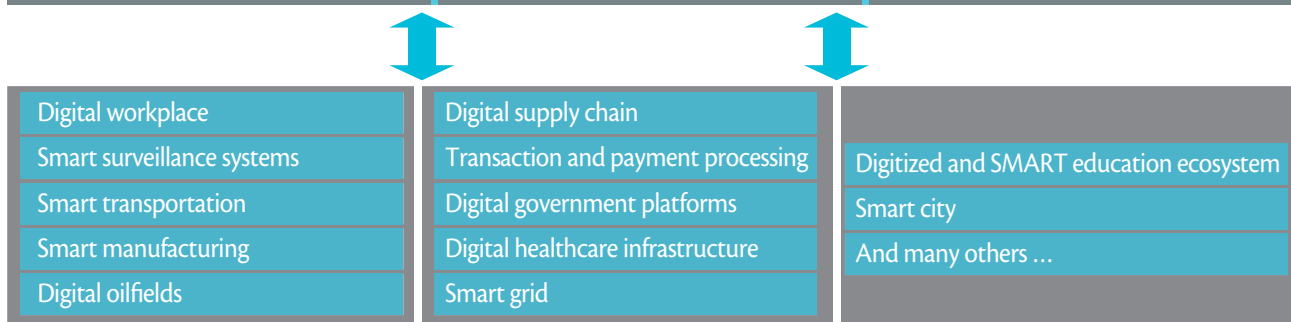 Digital workplace
Smart surveillance systems
Smart transportation
Smart manufacturing
Digital oilfields
Digital supply chain
Transaction and payment processing
Digital government platforms
Digital healthcare infrastructure
Smart grid
Digitized and SMART education ecosystem
Smart city
And many others ...